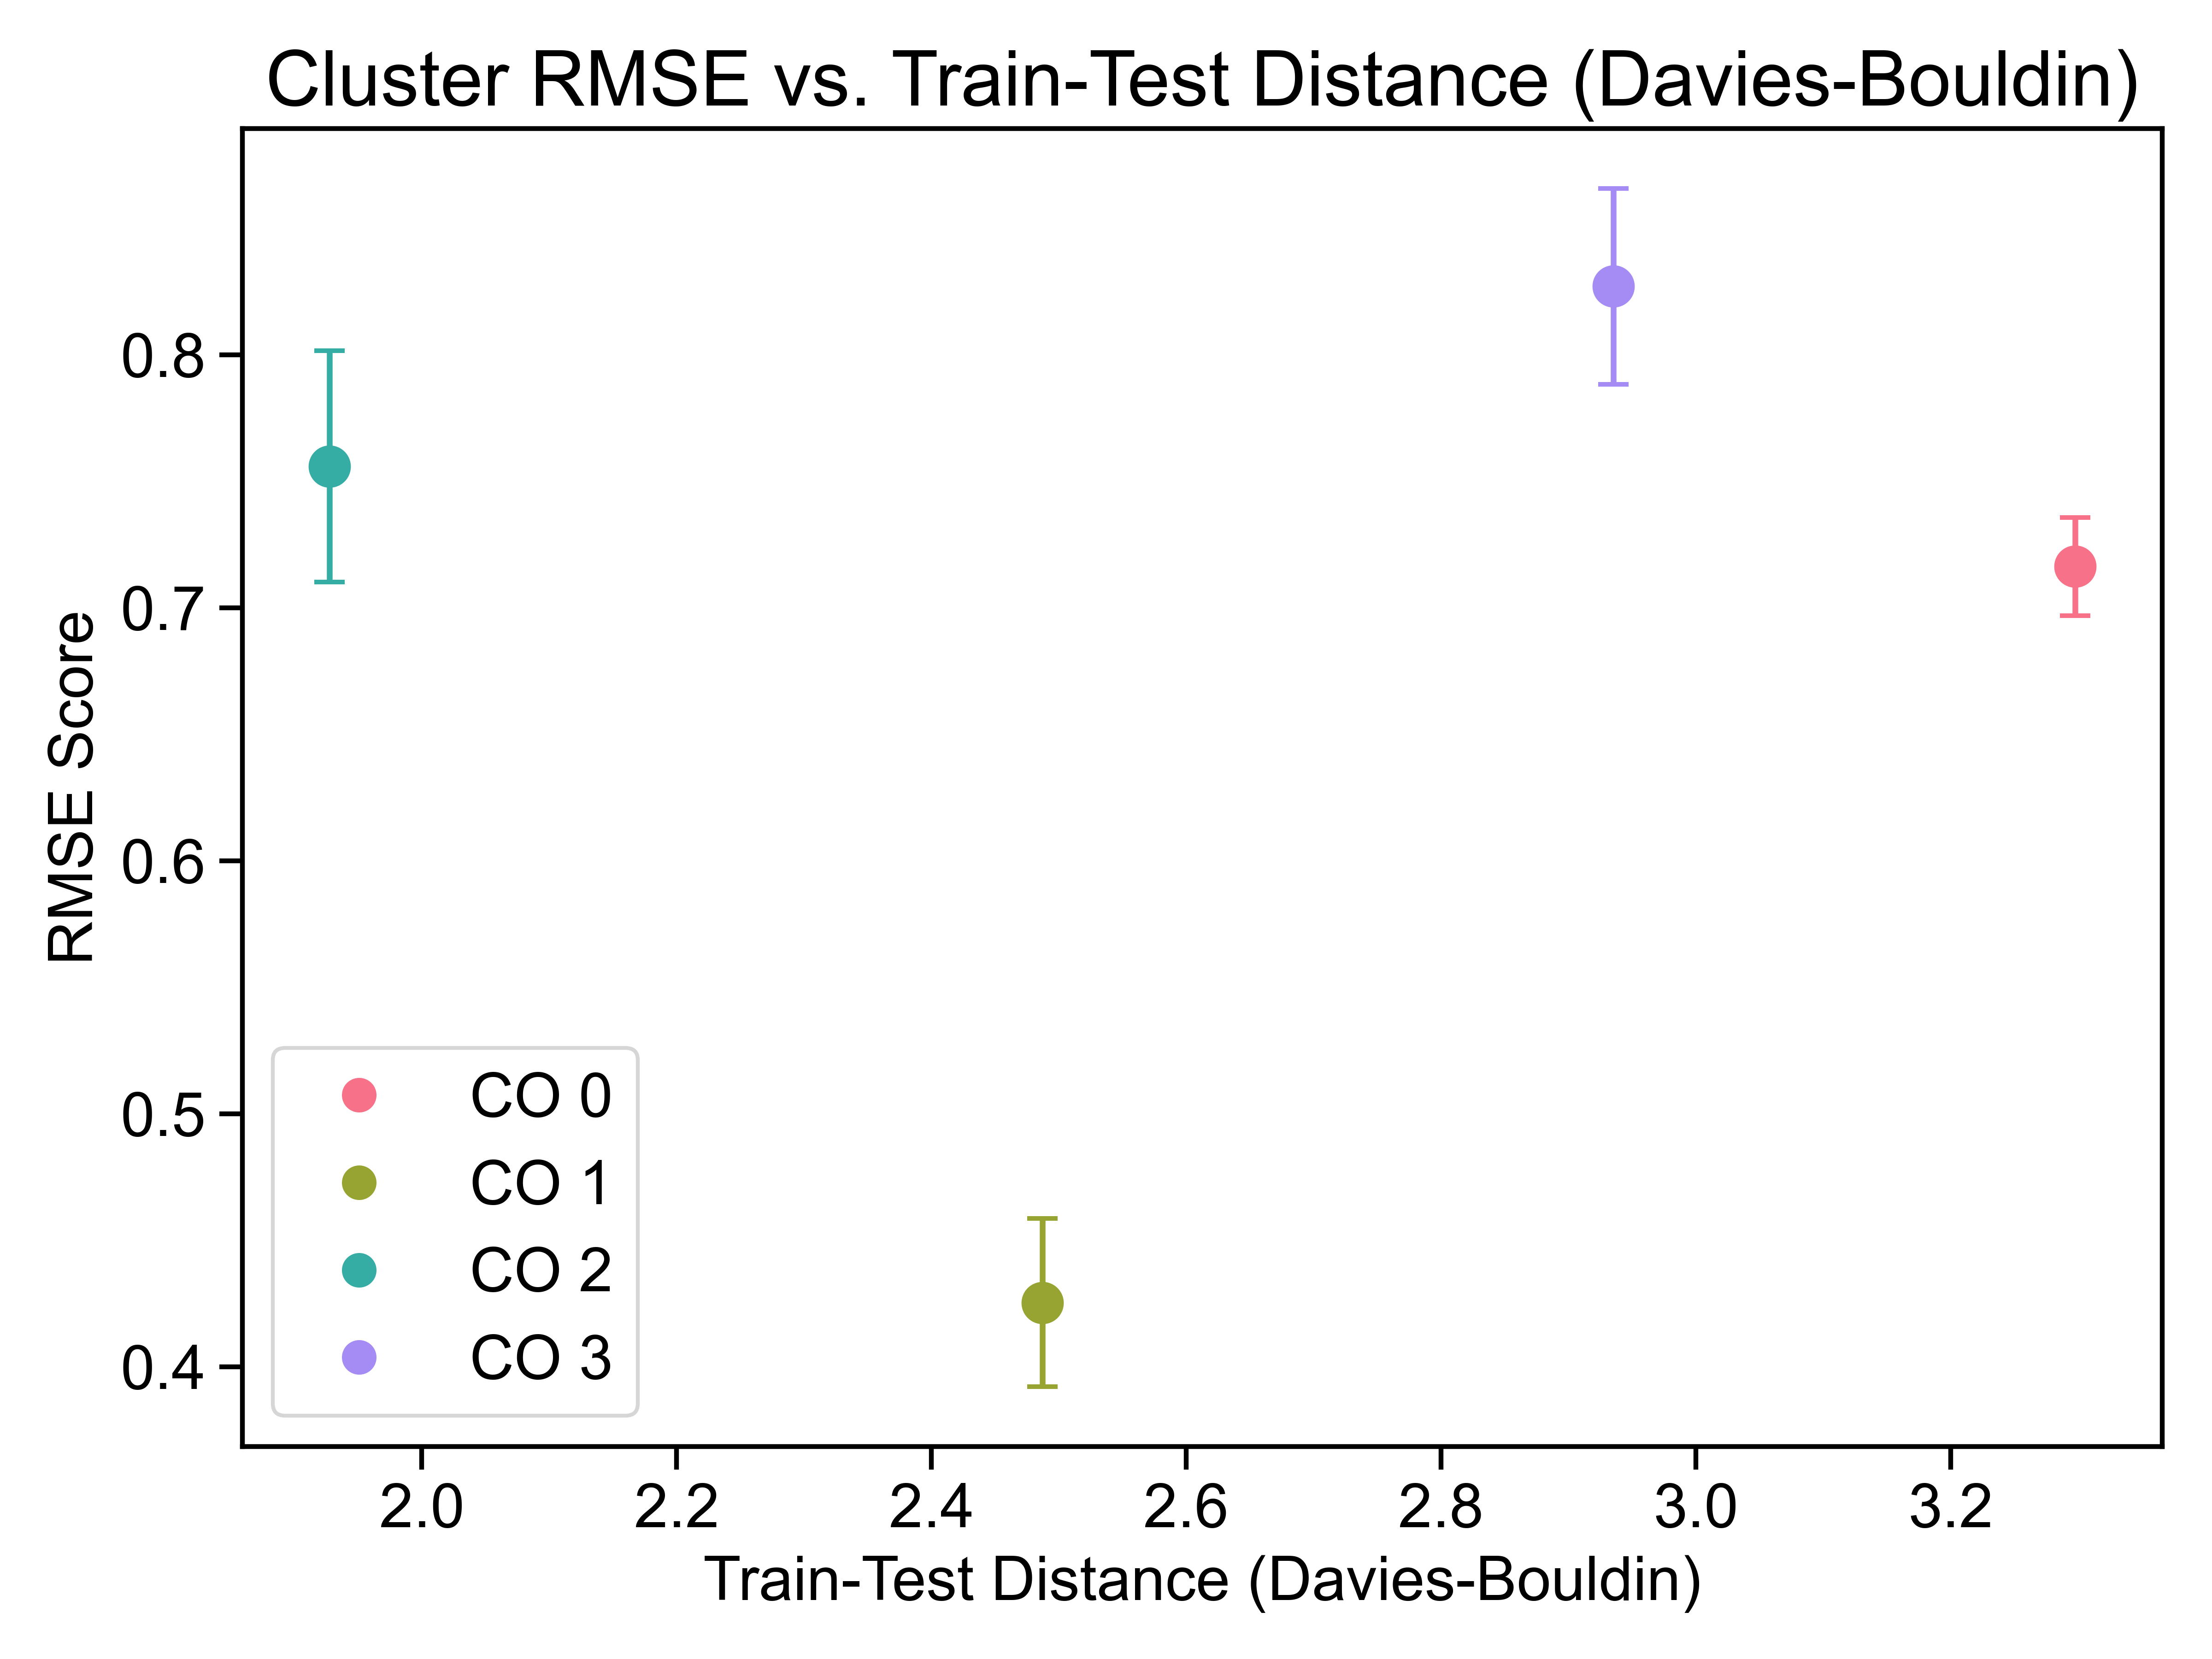 Cluster RMSE vs. Train-Test Distance (Davies-Bouldin)
RMSE Score
0.8
0.7
0.6
0.5
0.4
CO 0
CO 1
CO 2
CO 3
2.0 2.2 2.4 2.6 2.8 3.0 3.2
Train-Test Distance (Davies-Bouldin)